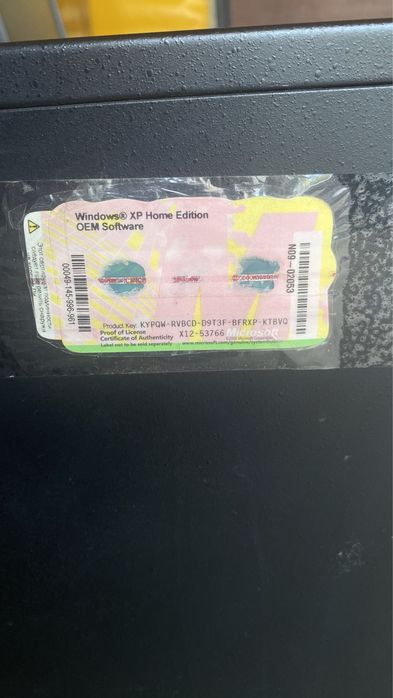 Windows® XP Home Edition
OEM Software
N09-02053
00049-145-996-961
Product Key: KYPQW-RVBCD-D9T3F-BFRXP-KTBVQ
Proof of License
Certificate of Authenticity X12-53766 Microsoft
Label not to be sold separately